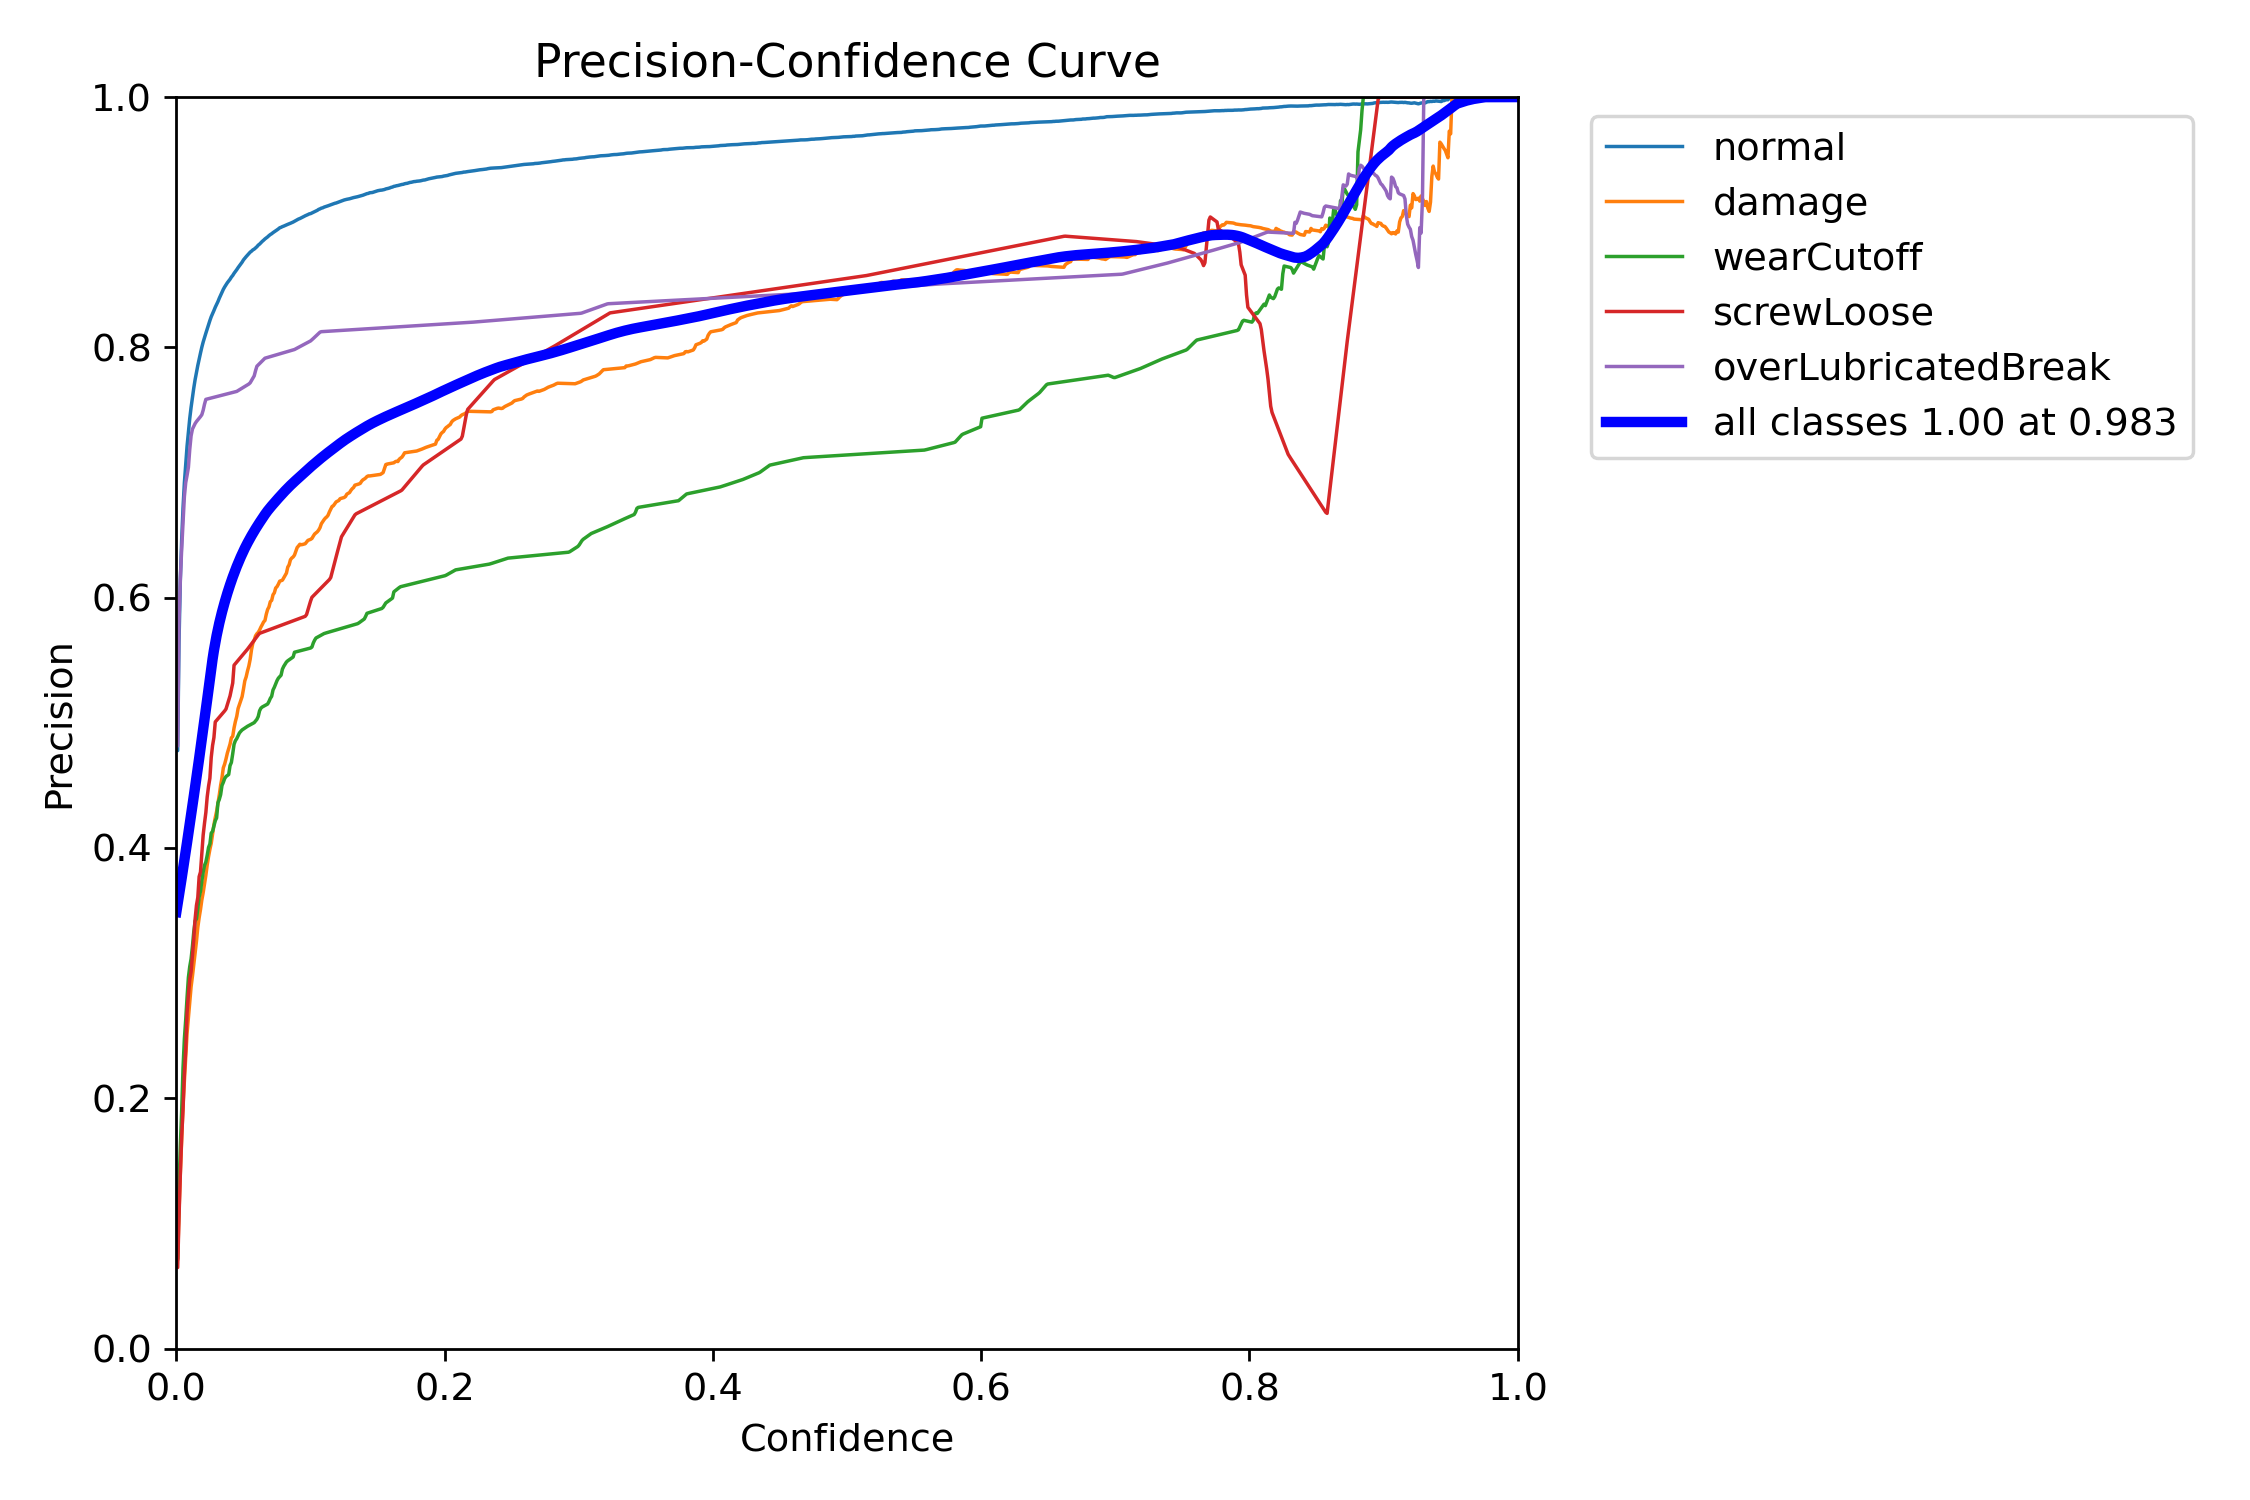 Precision-Confidence Curve
1.0
0.8
0.6
0.4
0.2
0.0
Precision
0.0 0.2 0.4 0.6 0.8 1.0
Confidence
normal
damage
wearCutoff
screwLoose
overLubricatedBreak
all classes 1.00 at 0.983